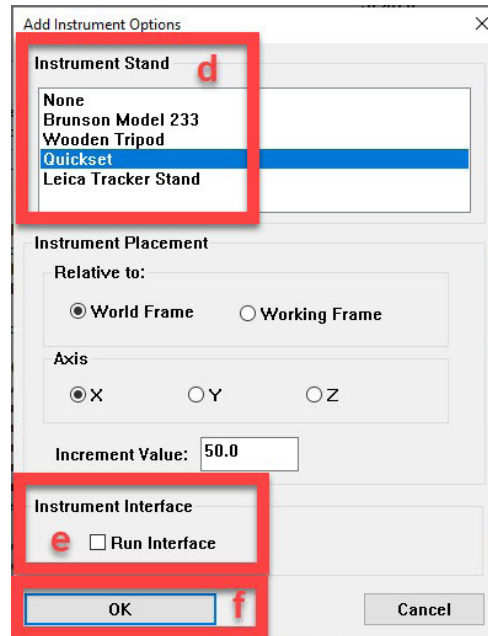 Add Instrument Options
Instrument Stand
d
None
Brunson Model 233
Wooden Tripod
Quickset
Leica Tracker Stand
Instrument Placement
Relative to:
World Frame Working Frame
Axis
X Y Z
Increment Value: 50.0
Instrument Interface
e Run Interface
OK f Cancel